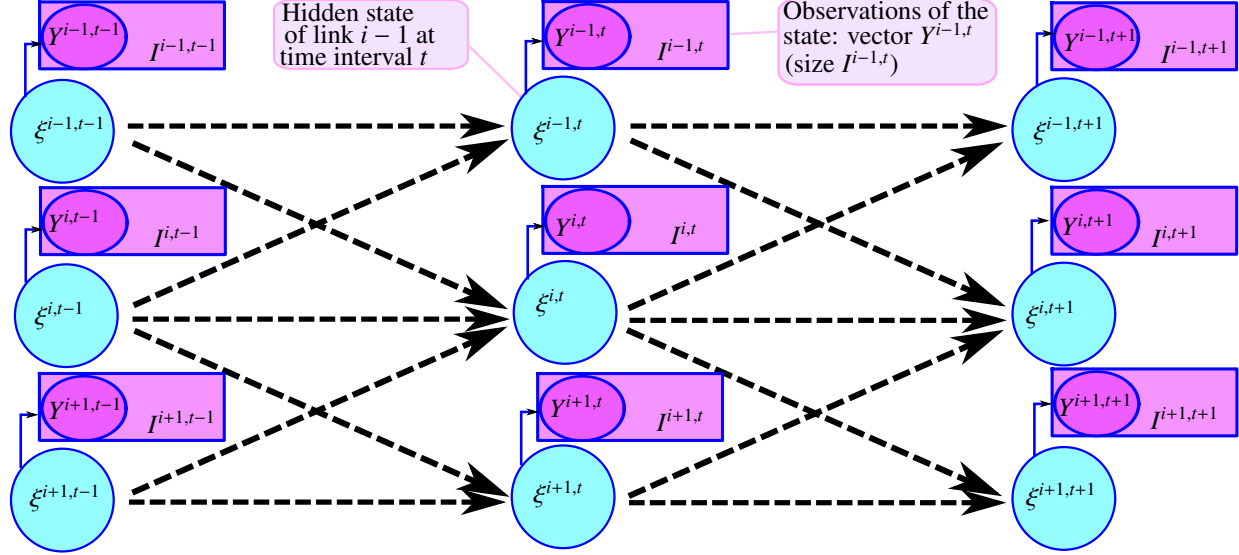 Y^{i−1,t−1}
I^{i−1,t−1}
ξ^{i−1,t−1}
Hidden state
of link i − 1 at
time interval t
Y^{i−1,t}
I^{i−1,t}
ξ^{i−1,t}
Observations of the
state: vector Y^{i−1,t}
(size I^{i−1,t})
Y^{i−1,t+1}
I^{i−1,t+1}
ξ^{i−1,t+1}
Y^{i,t−1}
I^{i,t−1}
ξ^{i,t−1}
Y^{i,t}
I^{i,t}
ξ^{i,t}
Y^{i,t+1}
I^{i,t+1}
ξ^{i,t+1}
Y^{i+1,t−1}
I^{i+1,t−1}
ξ^{i+1,t−1}
Y^{i+1,t}
I^{i+1,t}
ξ^{i+1,t}
Y^{i+1,t+1}
I^{i+1,t+1}
ξ^{i+1,t+1}